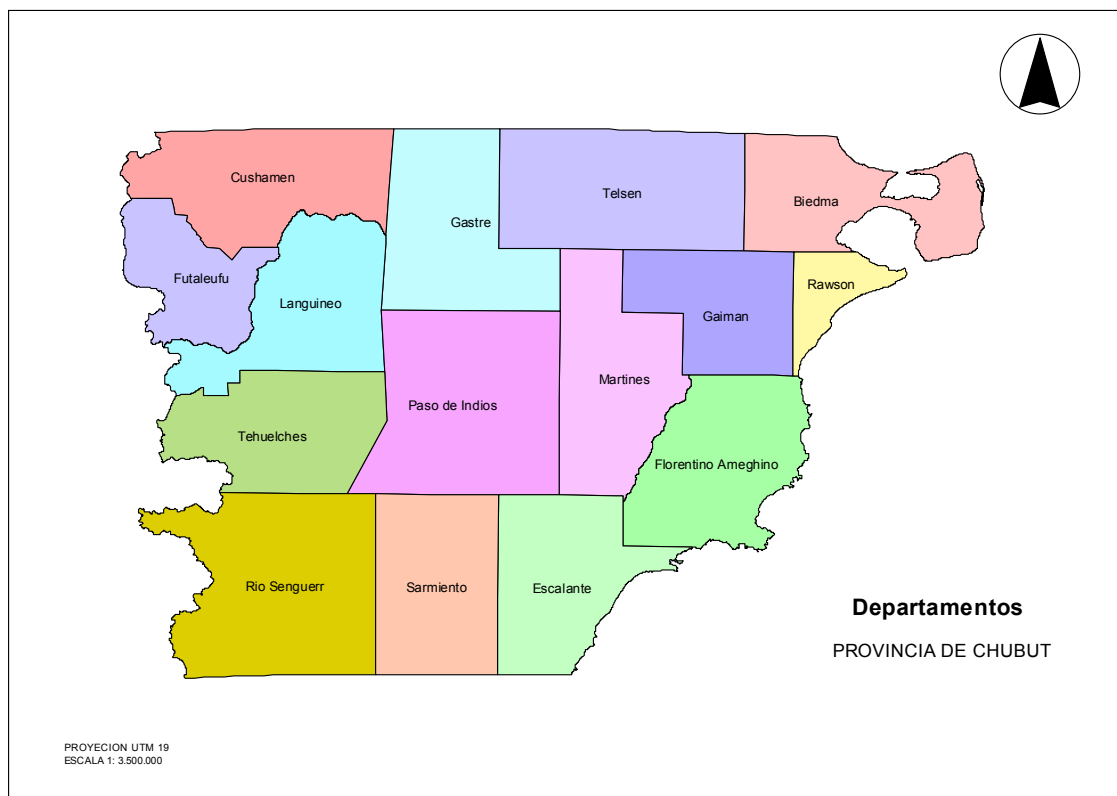 Cushamen
Telsen
Biedma
Gastre
Futaleufu
Rawson
Languineo
Gaiman
Martines
Paso de Indios
Tehuelches
Florentino Ameghino
Rio Senguerr
Sarmiento
Escalante
Departamentos
PROVINCIA DE CHUBUT
PROYECION UTM 19
ESCALA 1: 3.500.000